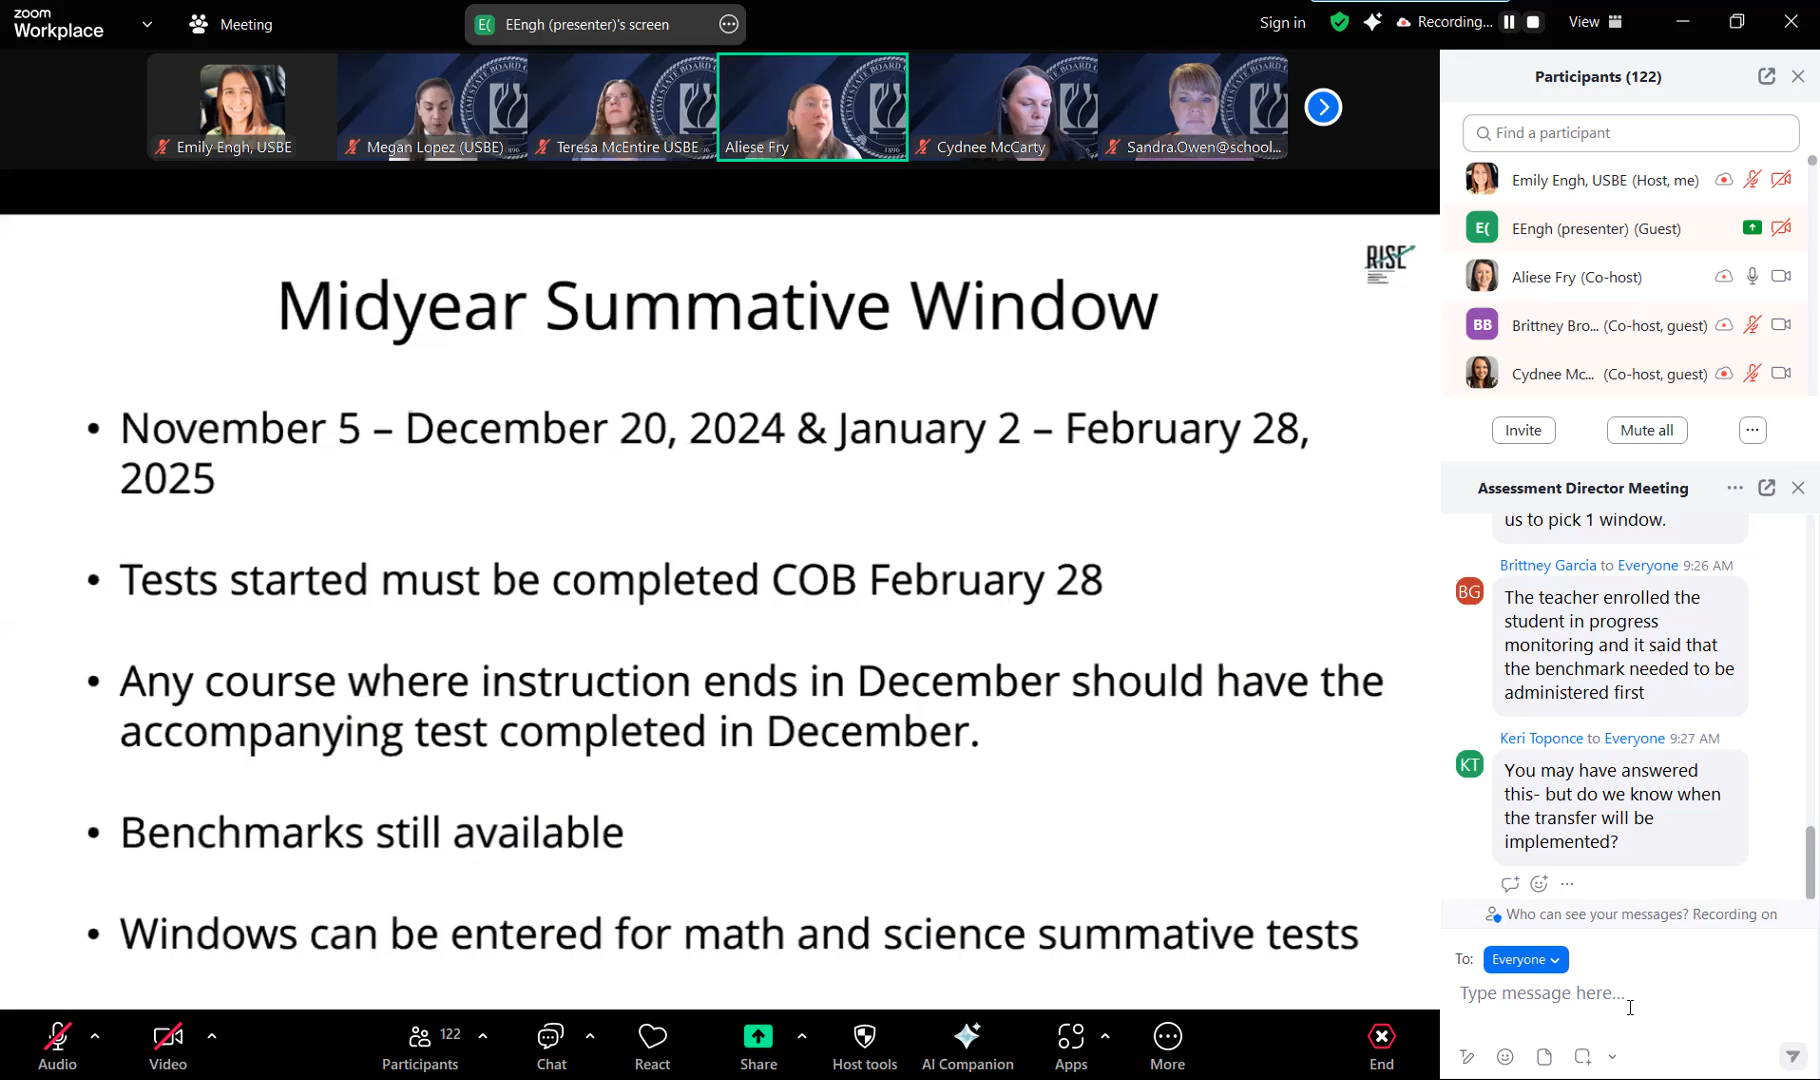 zoom
Workplace
Meeting
E( EEngh (presenter)'s screen
Sign in
Recording...
View
Emily Engh, USBE
Megan Lopez (USBE)
Teresa McEntire USBE
Aliese Fry
Cydnee McCarty
Sandra.Owen@school...
RISE
Midyear Summative Window
• November 5 – December 20, 2024 & January 2 – February 28,
2025
• Tests started must be completed COB February 28
• Any course where instruction ends in December should have the
accompanying test completed in December.
• Benchmarks still available
• Windows can be entered for math and science summative tests
Participants (122)
Find a participant
Emily Engh, USBE (Host, me)
E( EEngh (presenter) (Guest)
Aliese Fry (Co-host)
BB Brittney Bro... (Co-host, guest)
Cydnee Mc... (Co-host, guest)
Invite
Mute all
...
Assessment Director Meeting
us to pick 1 window.
Brittney Garcia to Everyone 9:26 AM
BG
The teacher enrolled the
student in progress
monitoring and it said that
the benchmark needed to be
administered first
Keri Toponce to Everyone 9:27 AM
KT
You may have answered
this- but do we know when
the transfer will be
implemented?
Who can see your messages? Recording on
To: Everyone
Type message here...
Audio
Video
122
Participants
Chat
React
Share
Host tools
AI Companion
Apps
More
End